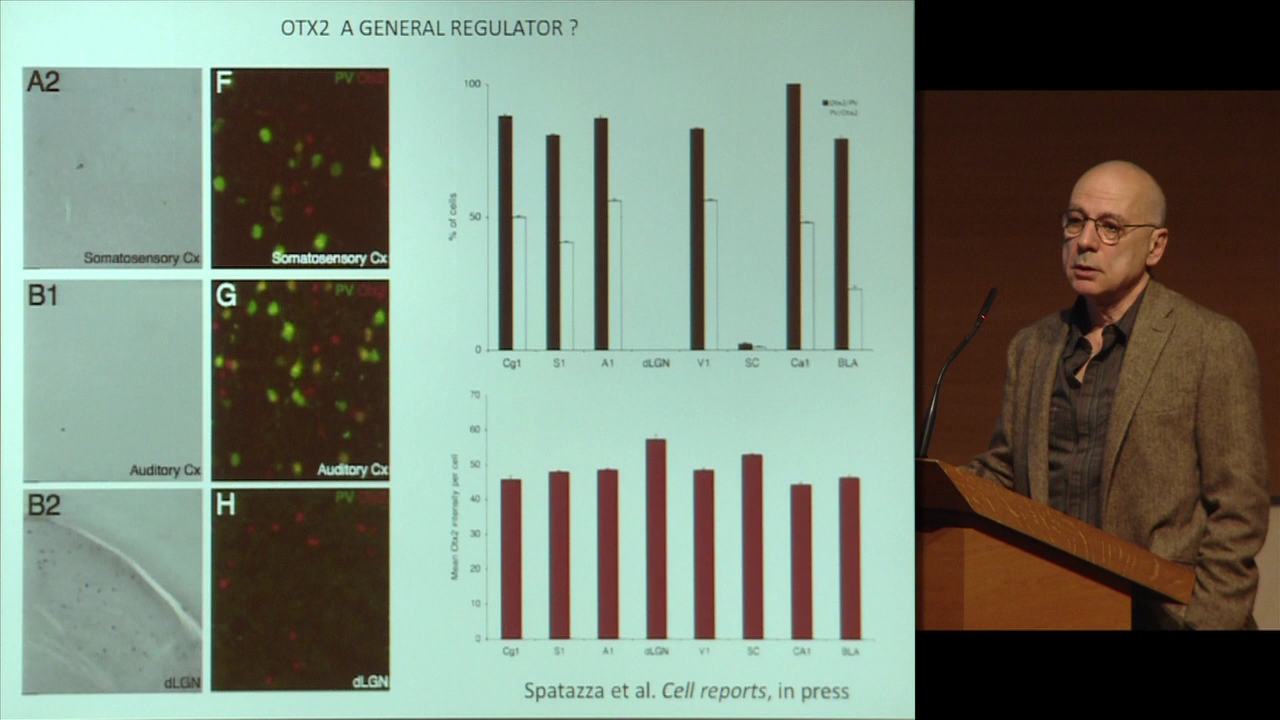 OTX2 A GENERAL REGULATOR ?
A2
Somatosensory Cx
F
PV Otx2
Somatosensory Cx
B1
Auditory Cx
G
PV Otx2
Auditory Cx
B2
dLGN
H
PV Otx2
dLGN
% of cells
100
50
0
Otx2/PV
PV/Otx2
Cg1 S1 A1 dLGN V1 SC Ca1 BLA
Mean Otx2 intensity per cell
70
60
50
40
30
20
10
0
Cg1 S1 A1 dLGN V1 SC CA1 BLA
Spatazza et al. Cell reports, in press